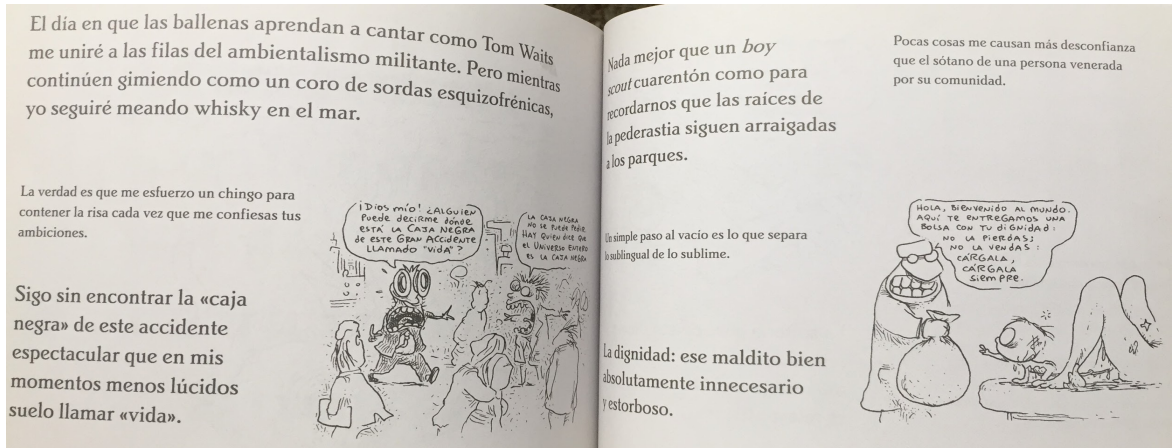 El día en que las ballenas aprendan a cantar como Tom Waits
me uniré a las filas del ambientalismo militante. Pero mientras
continúen gimiendo como un coro de sordas esquizofrénicas,
yo seguiré meando whisky en el mar.
La verdad es que me esfuerzo un chingo para
contener la risa cada vez que me confiesas tus
ambiciones.
Sigo sin encontrar la «caja
negra» de este accidente
espectacular que en mis
momentos menos lúcidos
suelo llamar «vida».
¡Dios mío! ¿ALGUIEN
PUEDE DECIRME DÓNDE
ESTÁ LA CAJA NEGRA
DE ESTE GRAN ACCIDENTE
LLAMADO "VIDA"?
LA CAJA NEGRA
NO SE PUEDE PEDIR
HAY QUIEN DICE QUE
EL UNIVERSO ENTERO
ES LA CAJA NEGRA
Nada mejor que un boy
scout cuarentón como para
recordarnos que las raíces de
la pederastia siguen arraigadas
a los parques.
Un simple paso al vacío es lo que separa
lo sublingual de lo sublime.
La dignidad: ese maldito bien
absolutamente innecesario
y estorboso.
Pocas cosas me causan más desconfianza
que el sótano de una persona venerada
por su comunidad.
HOLA, BIENVENIDO AL MUNDO.
AQUÍ TE ENTREGAMOS UNA
BOLSA CON TU DIGNIDAD:
NO LA PIERDAS;
NO LA VENDAS:
CÁRGALA,
CÁRGALA
SIEMPRE.